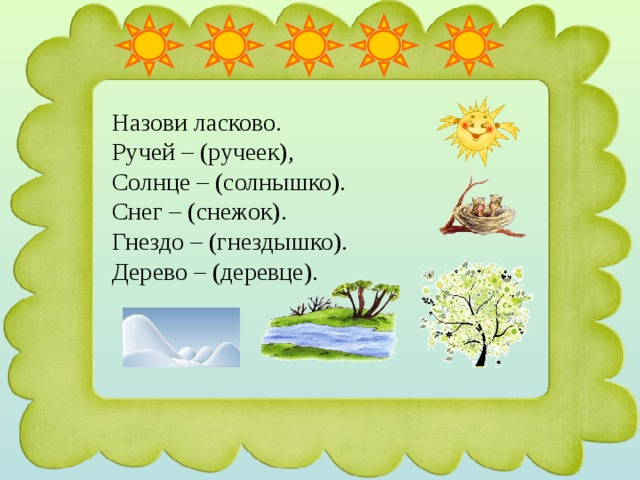 Назови ласково.
Ручей – (ручеек),
Солнце – (солнышко).
Снег – (снежок).
Гнездо – (гнездышко).
Дерево – (деревце).